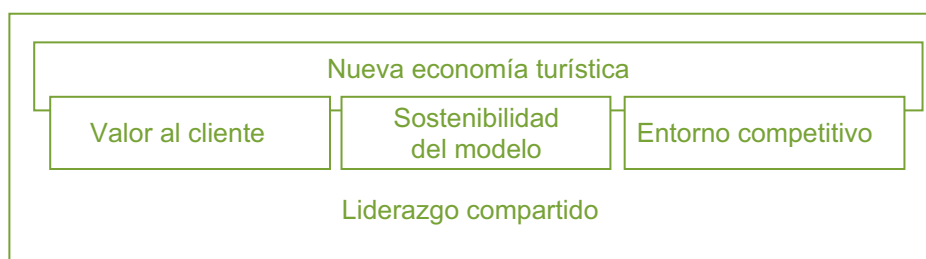 Nueva economía turística
Valor al cliente
Sostenibilidad
del modelo
Entorno competitivo
Liderazgo compartido